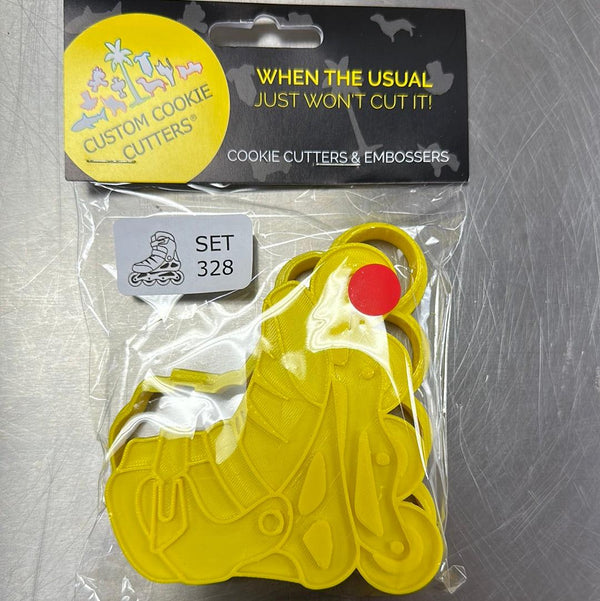 CUSTOM COOKIE
CUTTERS®
WHEN THE USUAL
JUST WON'T CUT IT!
COOKIE CUTTERS & EMBOSSERS
SET
328